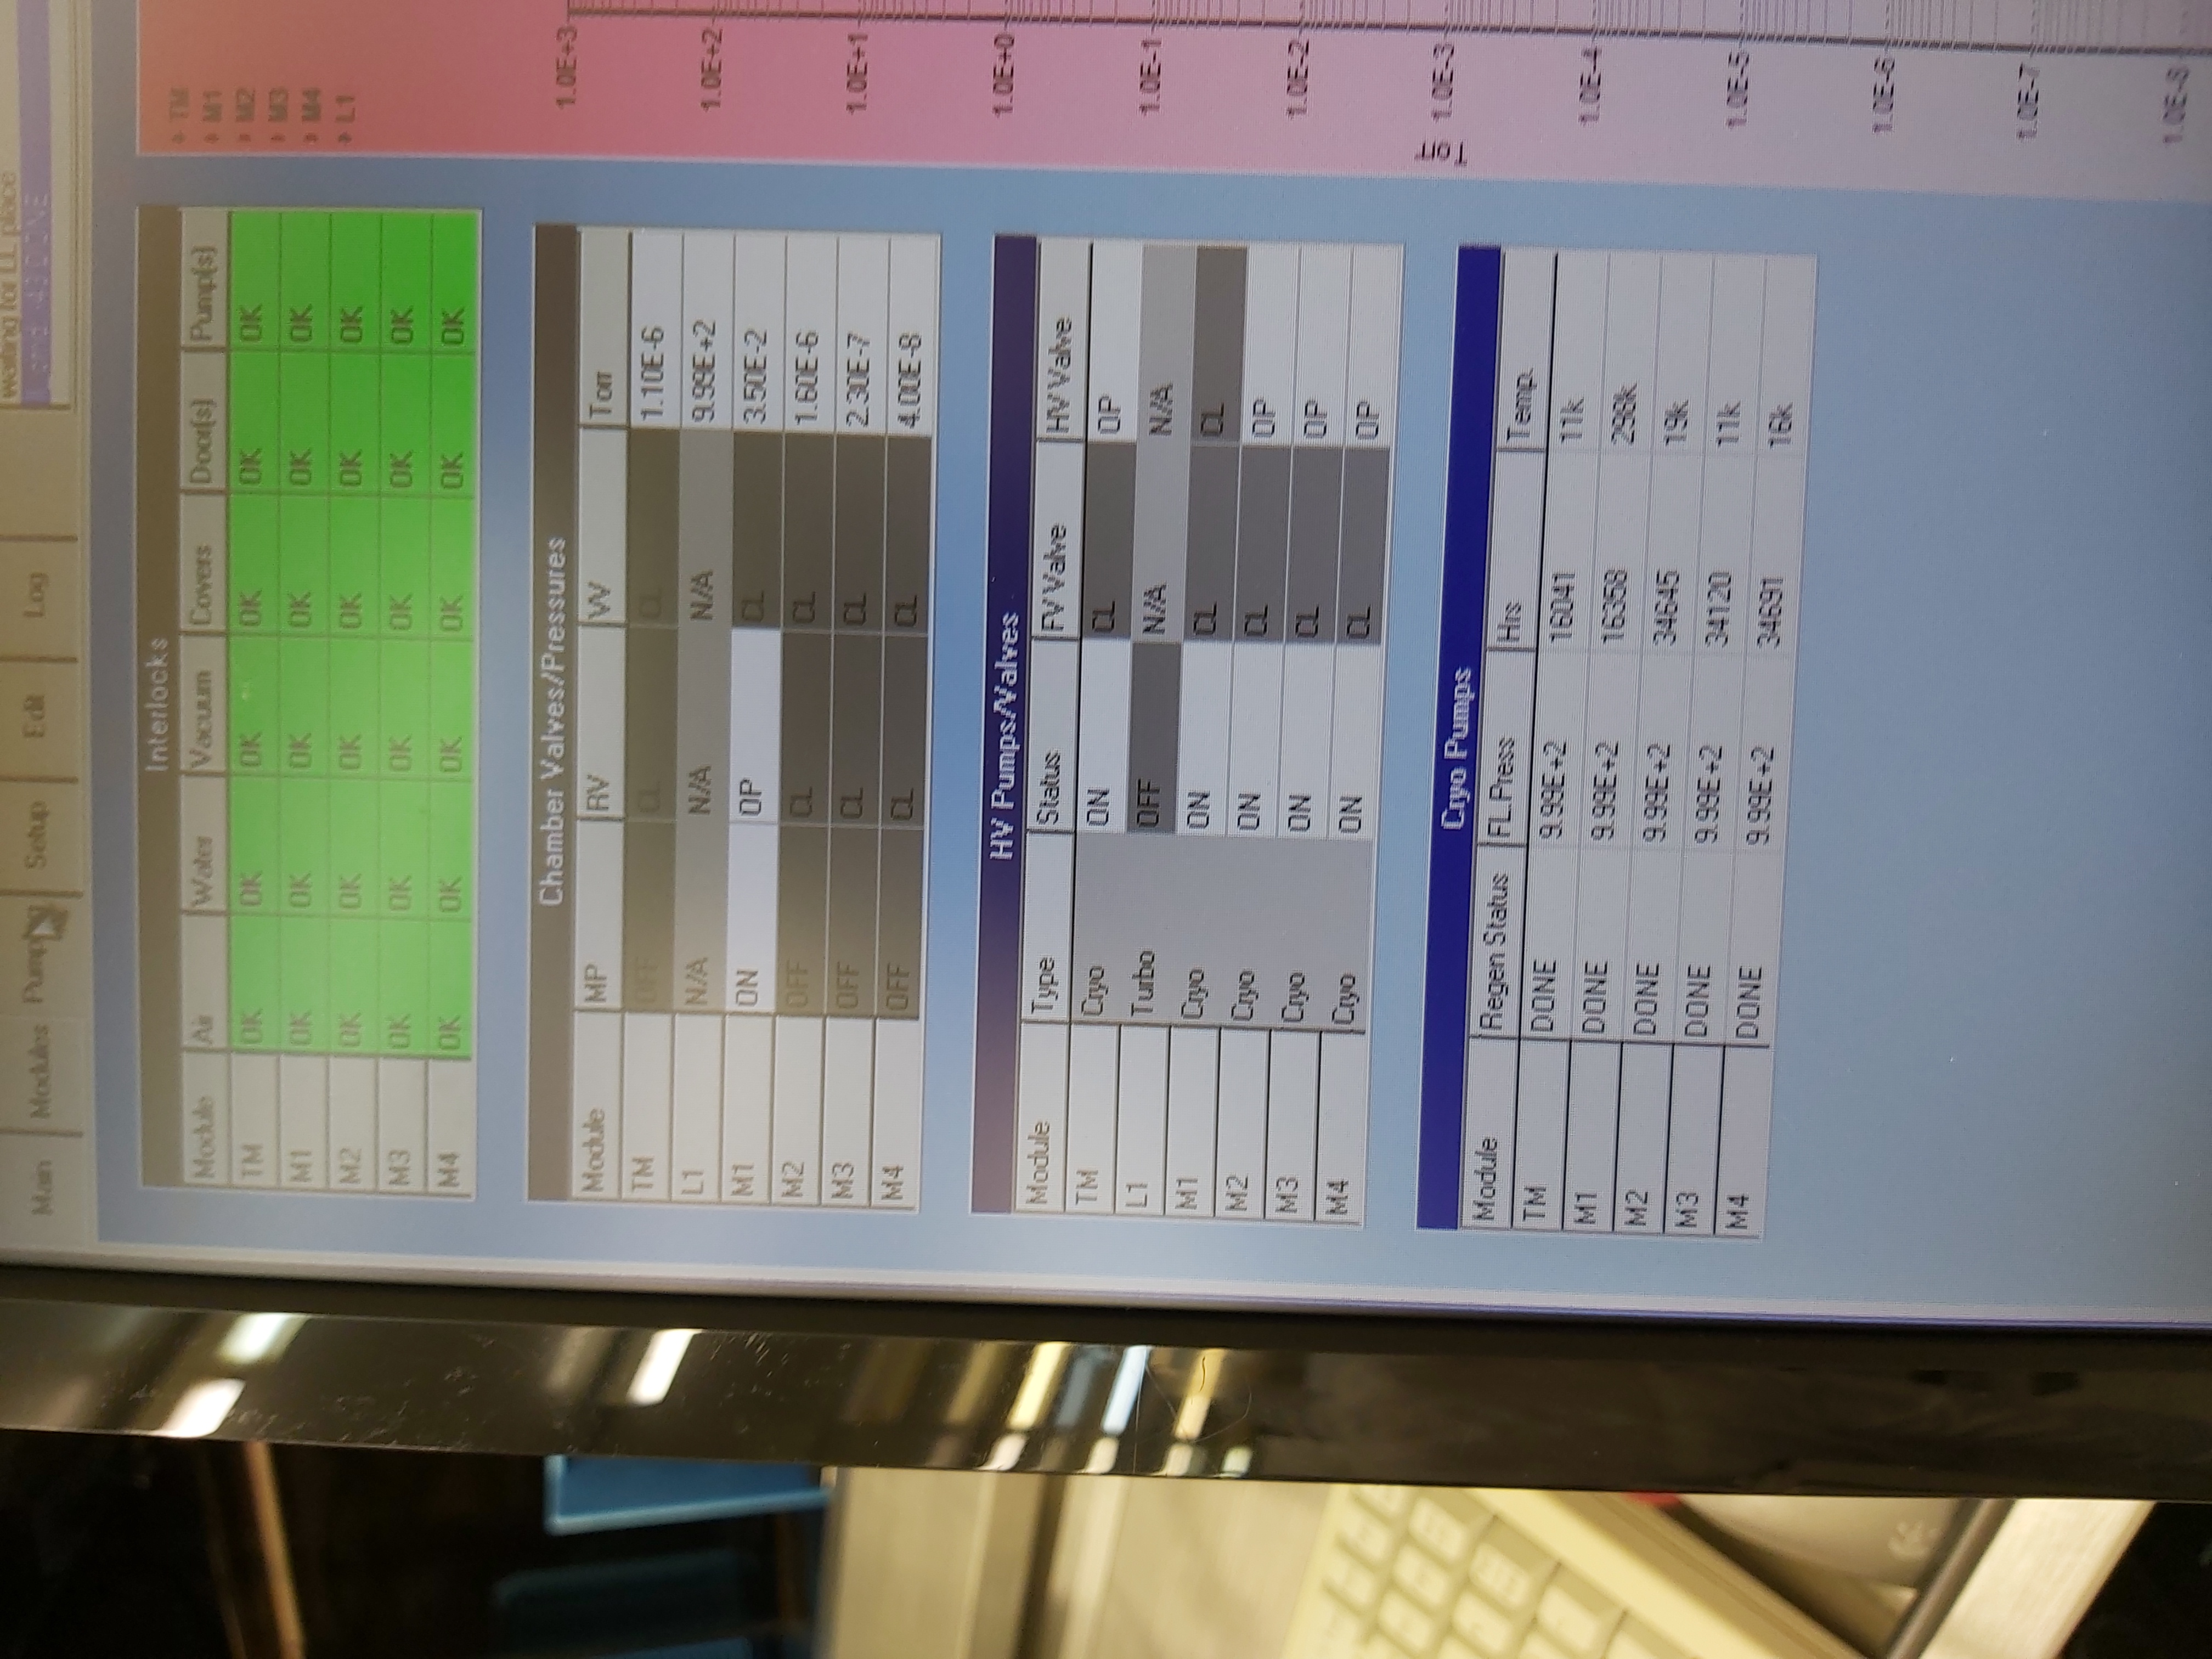 waiting for LL place
Main Modules Pumping Setup Edit Log
Interlocks
Module Air Water Vacuum Covers Door(s) Pump(s)
TM OK OK OK OK OK OK
M1 OK OK OK OK OK OK
M2 OK OK OK OK OK OK
M3 OK OK OK OK OK OK
M4 OK OK OK OK OK OK
Chamber Valves/Pressures
Module MP RV VV Torr
TM OFF CL CL 1.10E-6
L1 N/A N/A N/A 9.99E+2
M1 ON OP CL 3.50E-2
M2 OFF CL CL 1.60E-6
M3 OFF CL CL 2.30E-7
M4 OFF CL CL 4.00E-8
HV Pumps/Valves
Module Type Status FV Valve HV Valve
TM Cryo ON CL OP
L1 Turbo OFF N/A N/A
M1 Cryo ON CL CL
M2 Cryo ON CL OP
M3 Cryo ON CL OP
M4 Cryo ON CL OP
Cryo Pumps
Module Regen Status FL.Press Hrs Temp.
TM DONE 9.99E+2 16041 11k
M1 DONE 9.99E+2 16358 298k
M2 DONE 9.99E+2 34645 19k
M3 DONE 9.99E+2 34120 11k
M4 DONE 9.99E+2 34691 16k
TM
M1
M2
M3
M4
L1
1.0E+3
1.0E+2
1.0E+1
1.0E+0
1.0E-1
1.0E-2
Torr
1.0E-3
1.0E-4
1.0E-5
1.0E-6
1.0E-7
1.0E-8